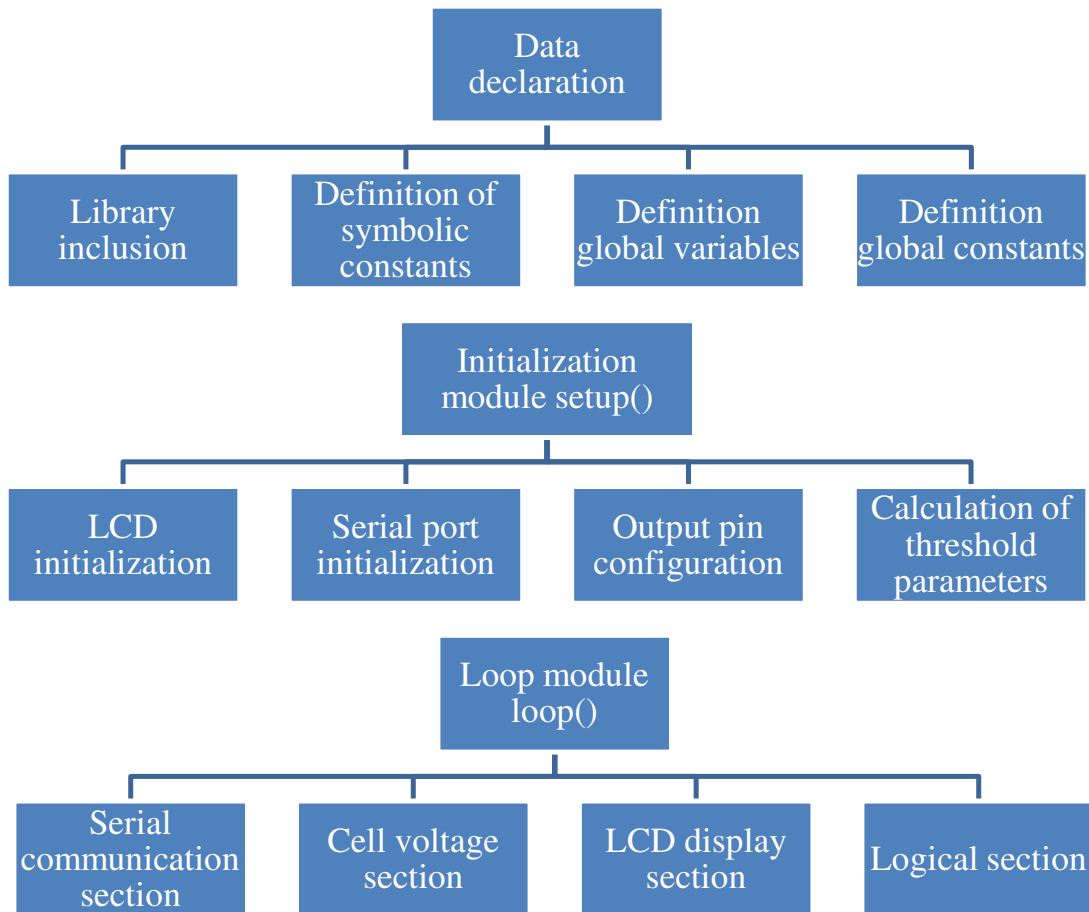 Data
declaration
Library
inclusion
Definition of
symbolic
constants
Definition
global variables
Definition
global constants
Initialization
module setup()
LCD
initialization
Serial port
initialization
Output pin
configuration
Calculation of
threshold
parameters
Loop module
loop()
Serial
communication
section
Cell voltage
section
LCD display
section
Logical section